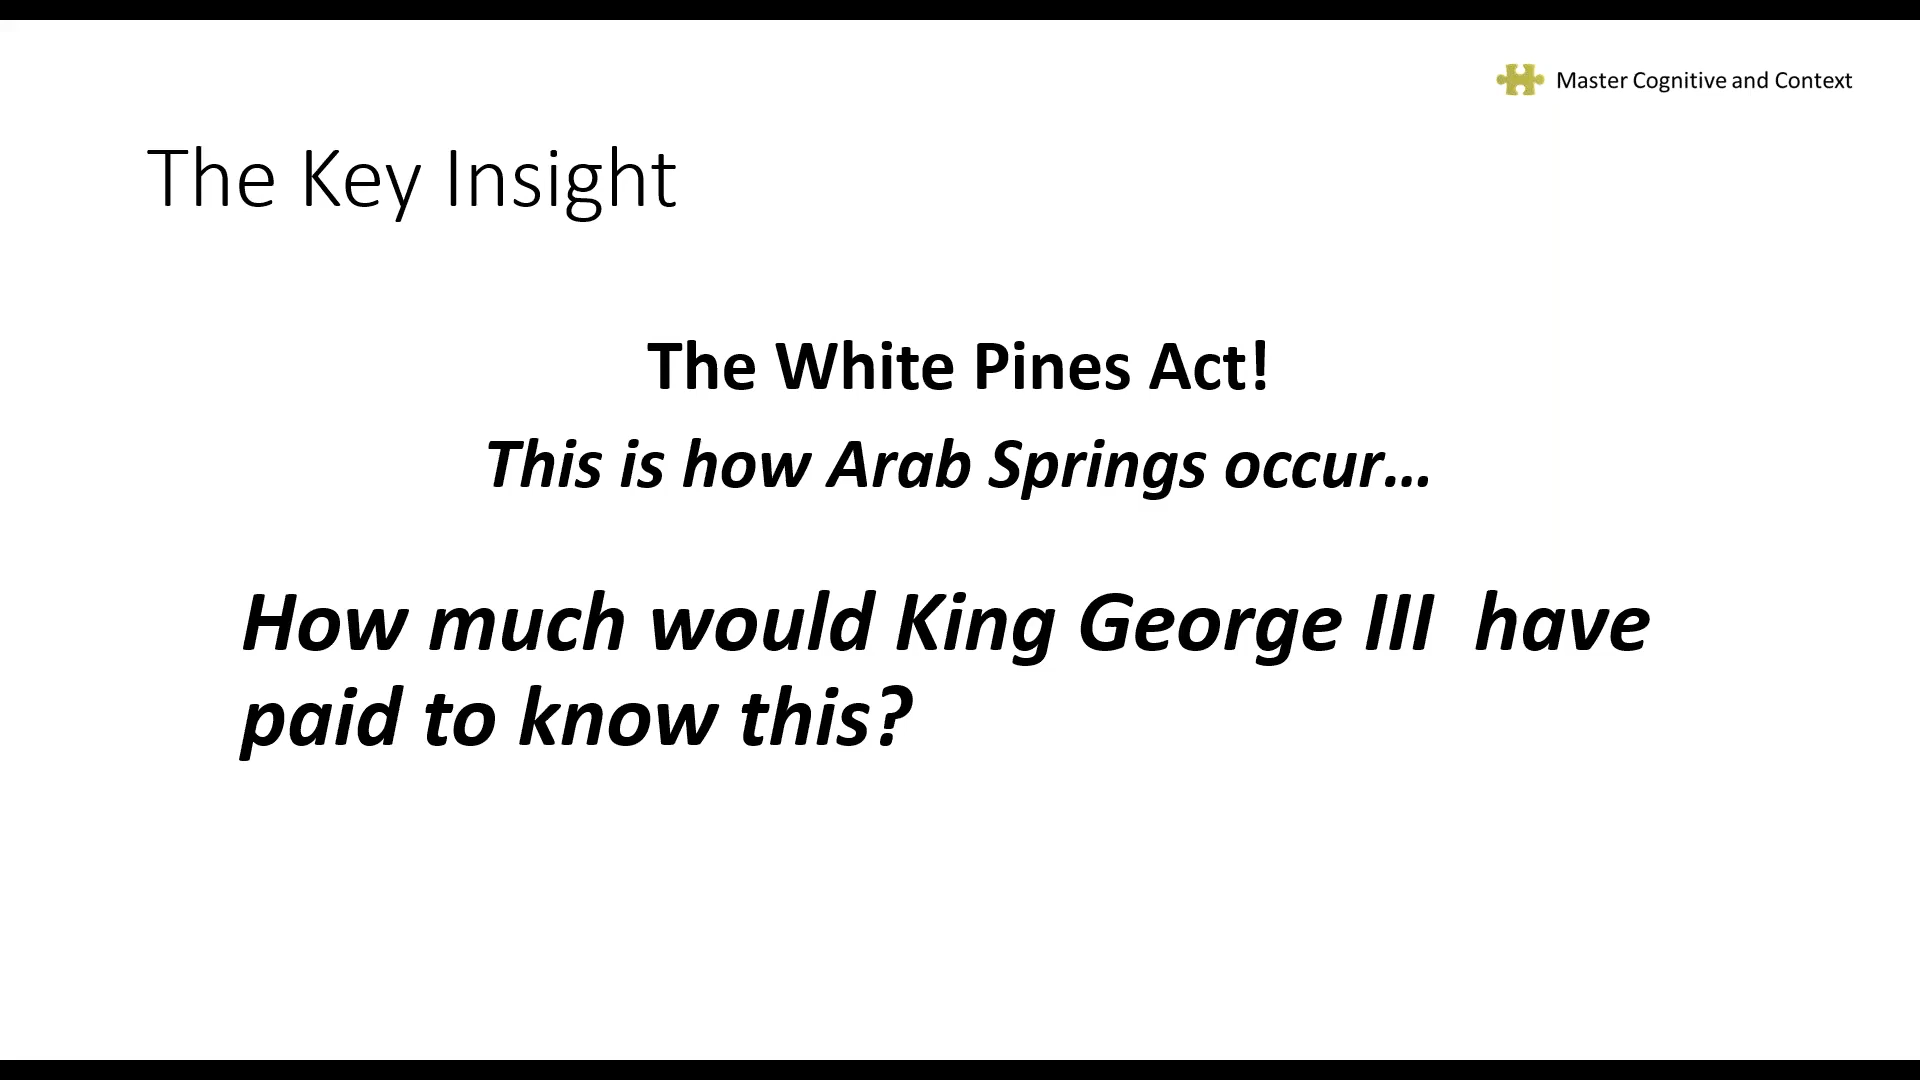 Master Cognitive and Context
The Key Insight
The White Pines Act!
This is how Arab Springs occur…
How much would King George III  have
paid to know this?